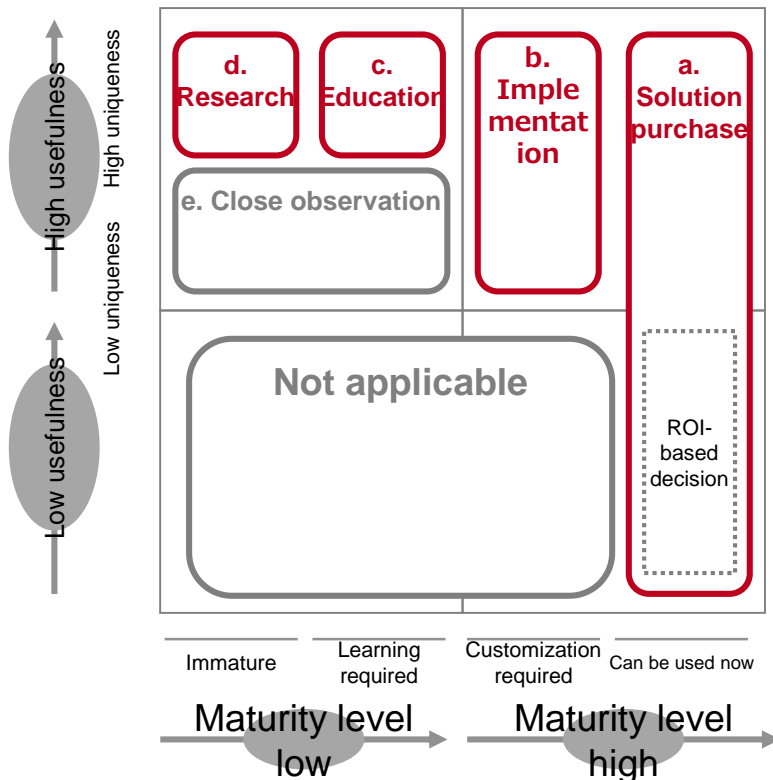 d.
Research
c.
Education
b.
Imple
mentat
ion
a.
Solution
purchase
e. Close observation
High usefulness
High uniqueness
Low uniqueness
Low usefulness
Not applicable
ROI-
based
decision
Immature
Learning
required
Customization
required
Can be used now
Maturity level
low
Maturity level
high